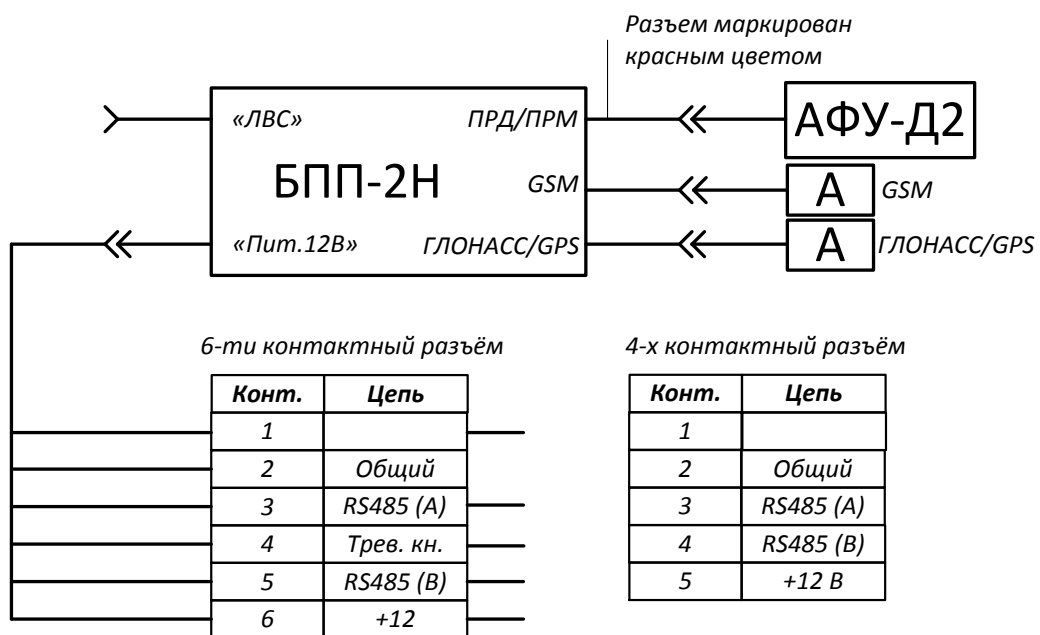 Разъем маркирован
красным цветом
«ЛВС» ПРД/ПРМ АФУ-Д2
БПП-2Н GSM А GSM
«Пит.12В» ГЛОНАСС/GPS А ГЛОНАСС/GPS
6-ти контактный разъём
Конт. Цепь
1
2 Общий
3 RS485 (A)
4 Трев. кн.
5 RS485 (B)
6 +12
4-х контактный разъём
Конт. Цепь
1
2 Общий
3 RS485 (A)
4 RS485 (B)
5 +12 В